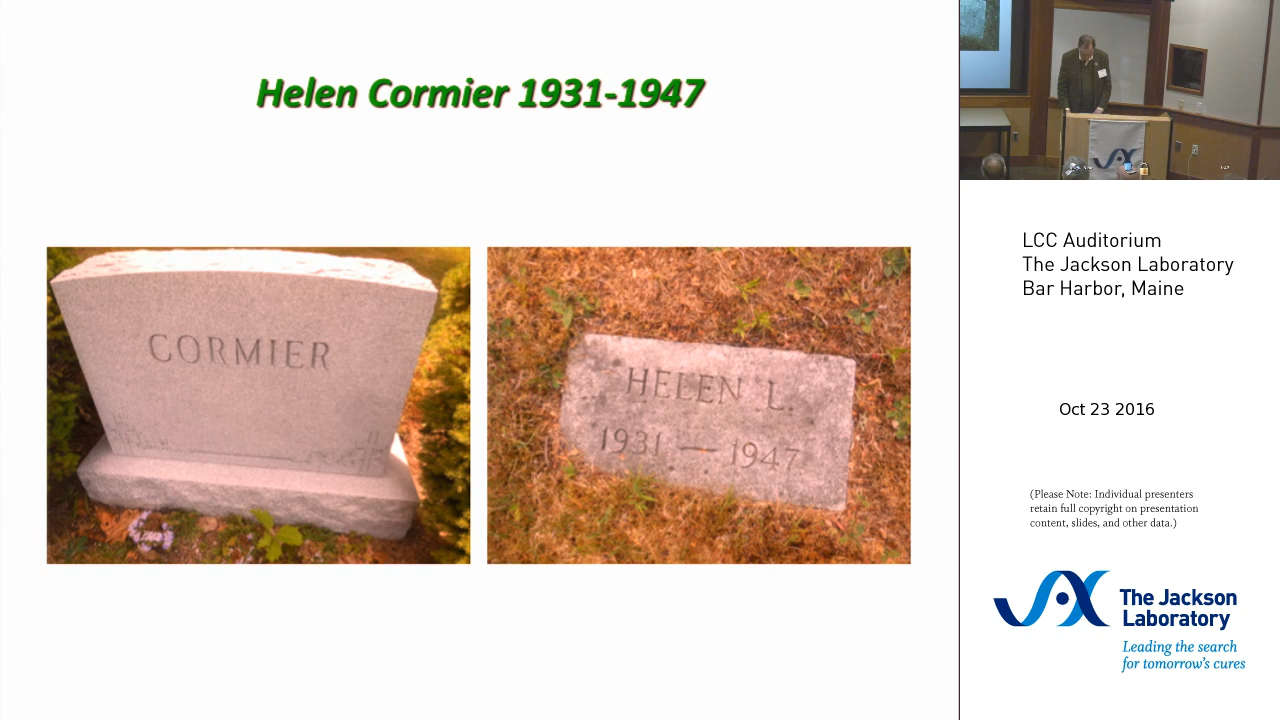 Helen Cormier 1931-1947
CORMIER
HELEN L.
1931 — 1947
LCC Auditorium
The Jackson Laboratory
Bar Harbor, Maine
Oct 23 2016
(Please Note: Individual presenters
retain full copyright on presentation
content, slides, and other data.)
The Jackson
Laboratory
Leading the search
for tomorrow's cures